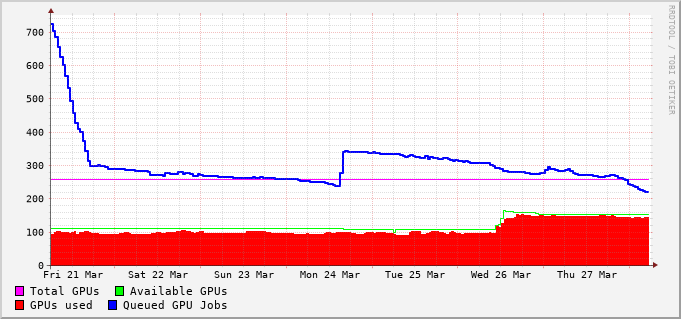 RRDTOOL / TOBI OETIKER
700
600
500
400
300
200
100
0
Fri 21 Mar Sat 22 Mar Sun 23 Mar Mon 24 Mar Tue 25 Mar Wed 26 Mar Thu 27 Mar
Total GPUs Available GPUs
GPUs used Queued GPU Jobs